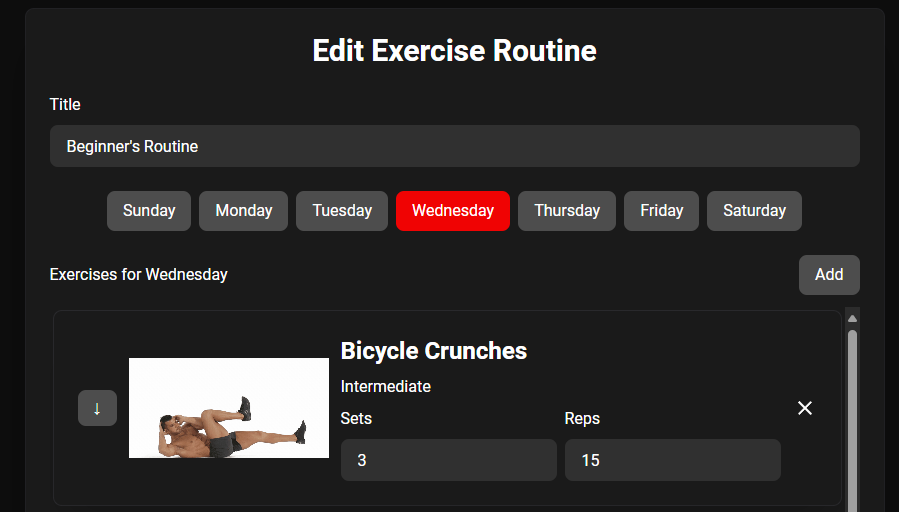 Edit Exercise Routine
Title
Beginner's Routine
Sunday Monday Tuesday Wednesday Thursday Friday Saturday
Exercises for Wednesday Add
Bicycle Crunches
Intermediate
Sets Reps
↓ 3 15